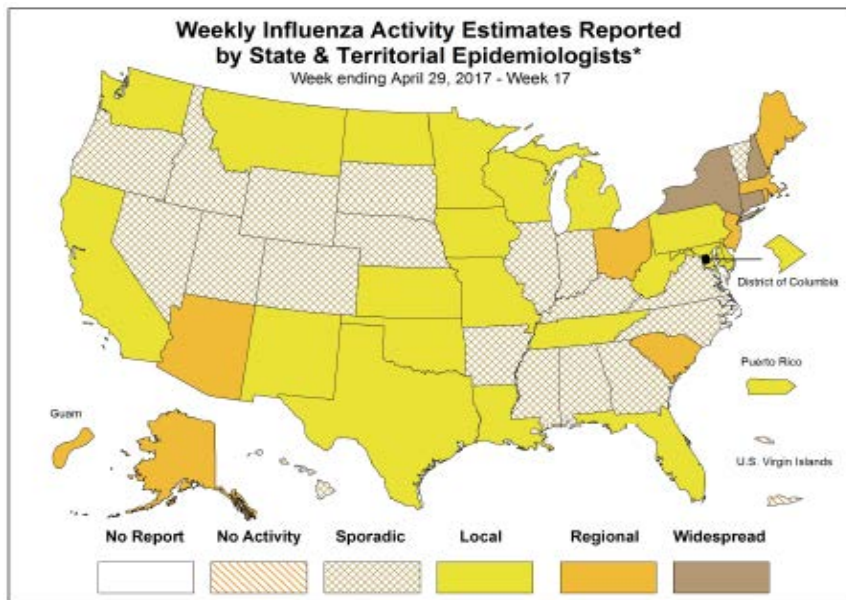 Weekly Influenza Activity Estimates Reported
by State & Territorial Epidemiologists*
Week ending April 29, 2017 - Week 17
District of Columbia
Puerto Rico
Guam
U.S. Virgin Islands
No Report No Activity Sporadic Local Regional Widespread